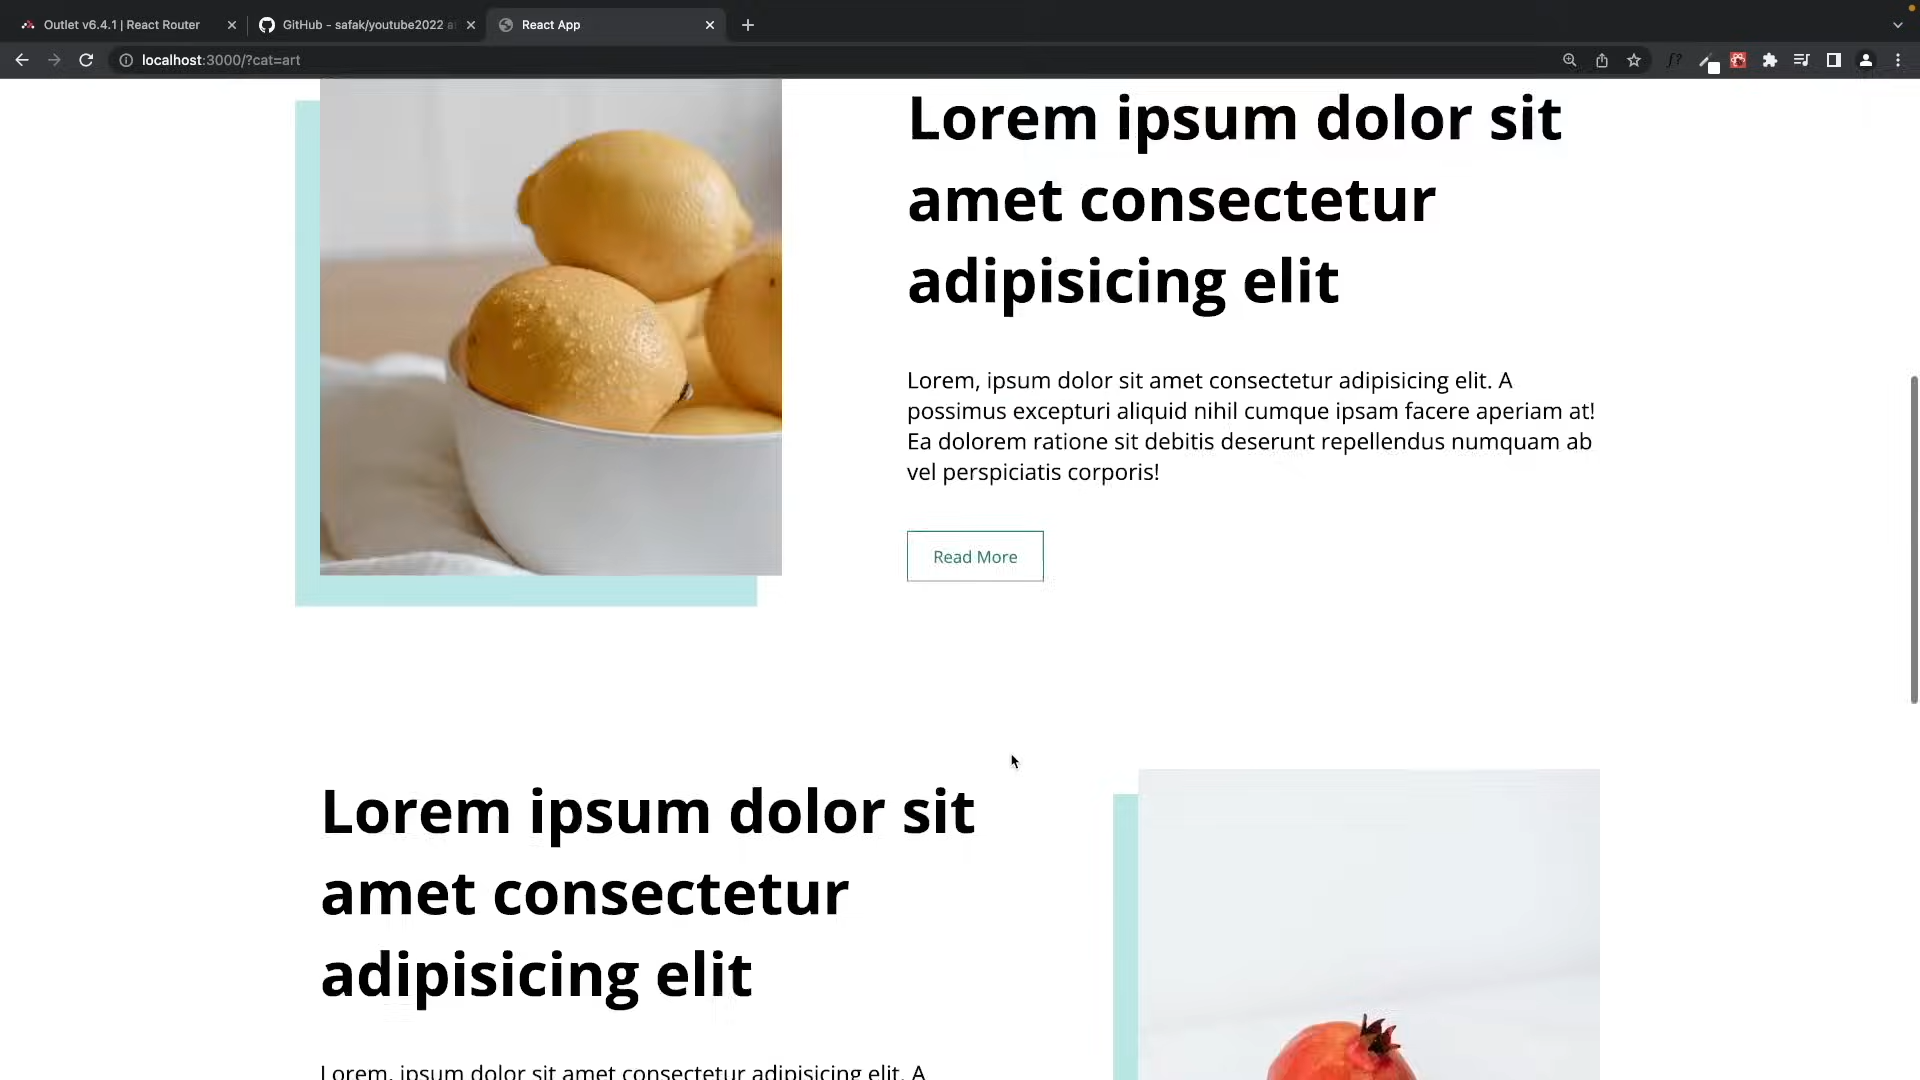 Outlet v6.4.1 | React Router
GitHub - safak/youtube2022 a
React App
localhost:3000/?cat=art
Lorem ipsum dolor sit
amet consectetur
adipisicing elit
Lorem, ipsum dolor sit amet consectetur adipisicing elit. A
possimus excepturi aliquid nihil cumque ipsam facere aperiam at!
Ea dolorem ratione sit debitis deserunt repellendus numquam ab
vel perspiciatis corporis!
Read More
Lorem ipsum dolor sit
amet consectetur
adipisicing elit
Lorem, ipsum dolor sit amet consectetur adipisicing elit. A